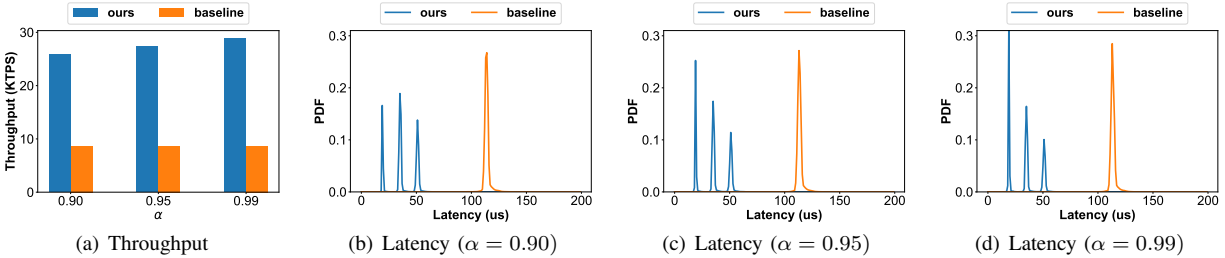 ours baseline
Throughput (KTPS)
30
20
10
0
0.90 0.95 0.99
α
(a) Throughput
ours baseline
PDF
0.3
0.2
0.1
0.0
0 50 100 150 200
Latency (us)
(b) Latency (α = 0.90)
ours baseline
PDF
0.3
0.2
0.1
0.0
0 50 100 150 200
Latency (us)
(c) Latency (α = 0.95)
ours baseline
PDF
0.3
0.2
0.1
0.0
0 50 100 150 200
Latency (us)
(d) Latency (α = 0.99)